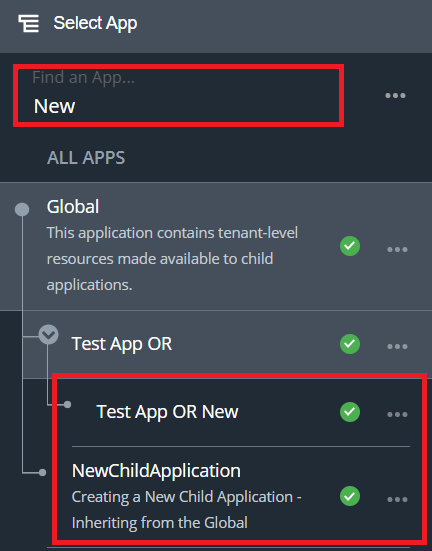 Select App
Find an App...
New
ALL APPS
Global
This application contains tenant-level
resources made available to child
applications.
Test App OR
Test App OR New
NewChildApplication
Creating a New Child Application -
Inheriting from the Global